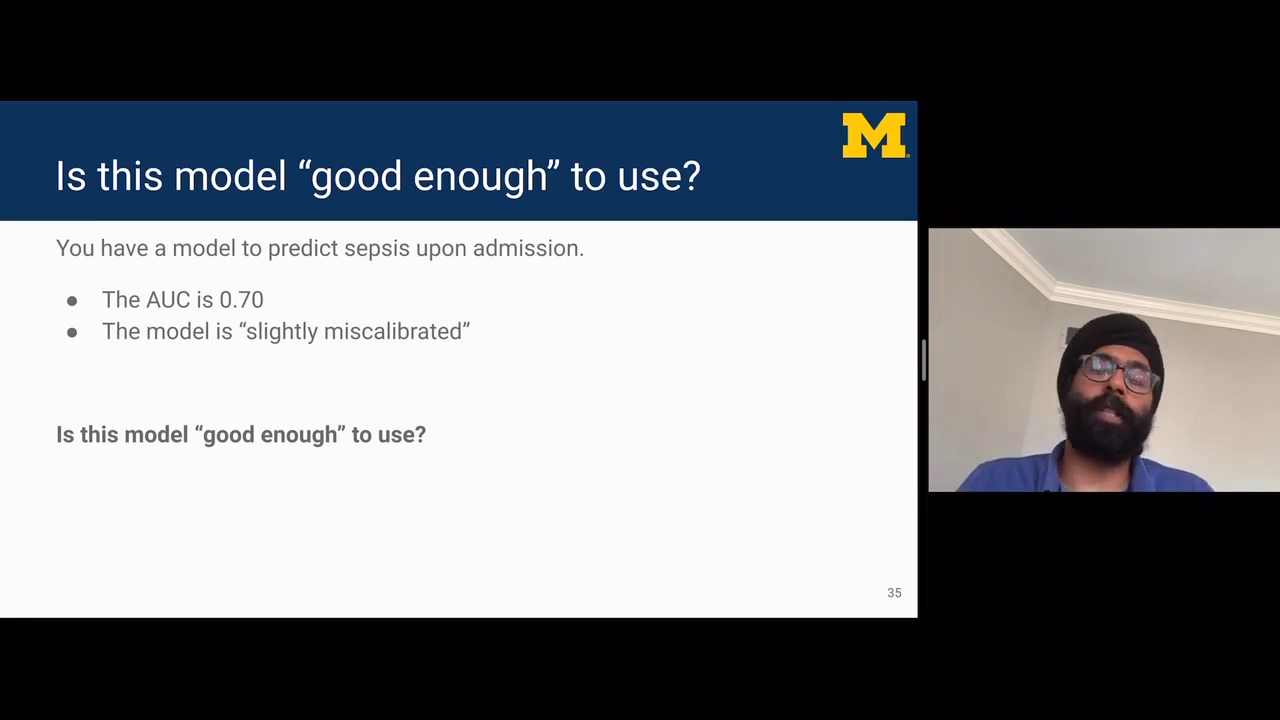 M
Is this model “good enough” to use?
You have a model to predict sepsis upon admission.
● The AUC is 0.70
● The model is “slightly miscalibrated”
Is this model “good enough” to use?
35